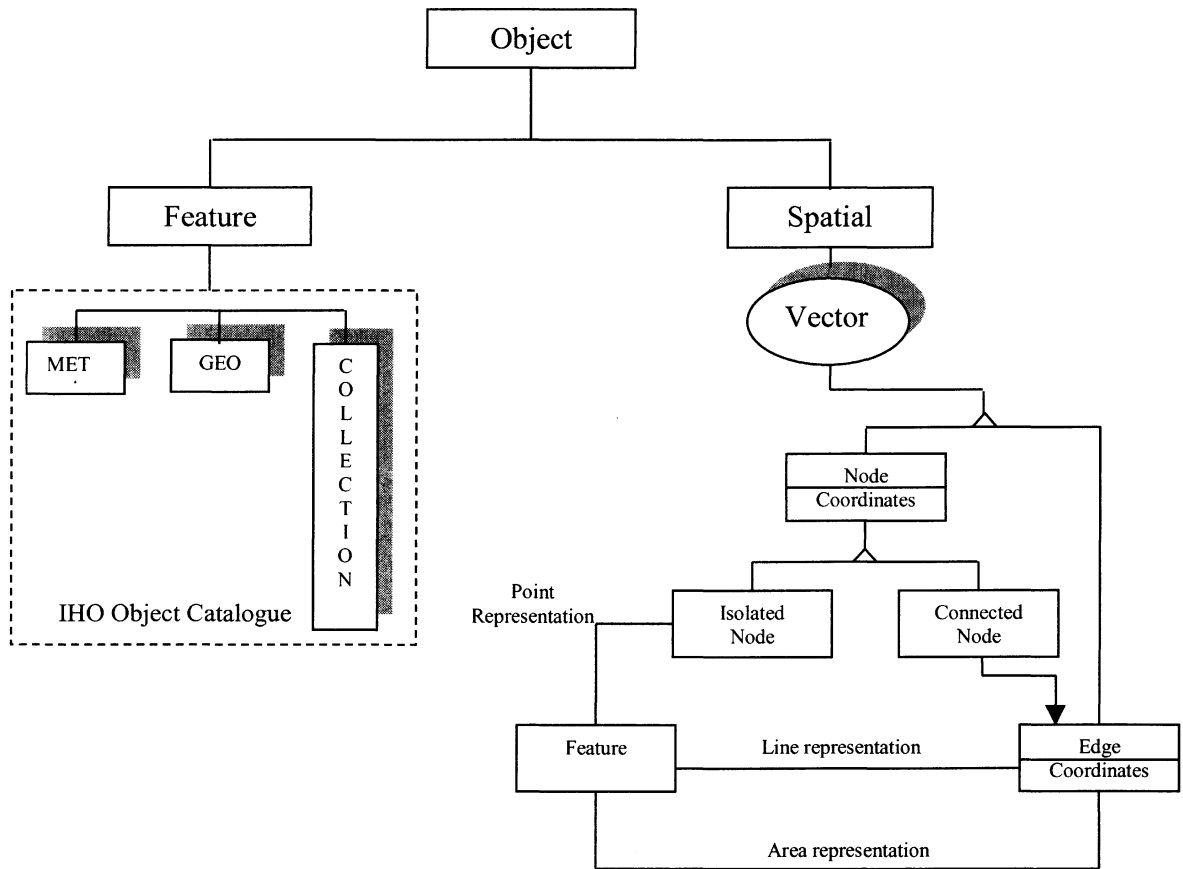 Object
Feature
Spatial
Vector
MET
.
GEO
COLLECTION
IHO Object Catalogue
Node
Coordinates
Point
Representation
Isolated
Node
Connected
Node
Feature
Line representation
Edge
Coordinates
Area representation